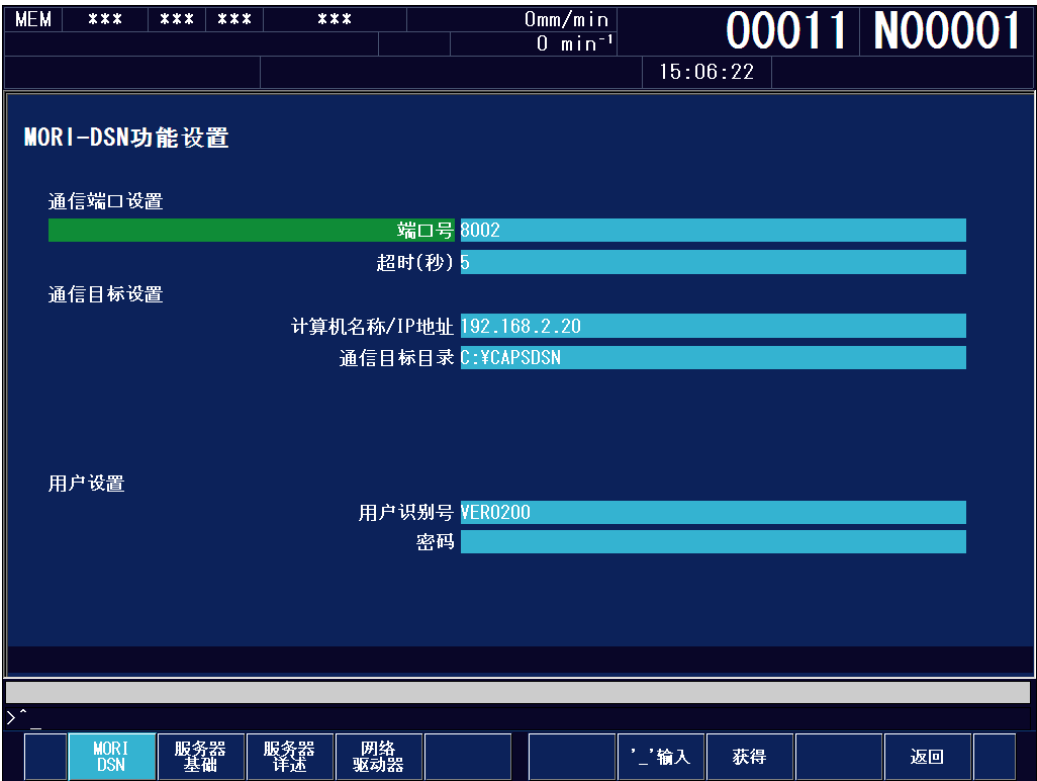 MEM *** *** *** *** 0mm/min 00011 N00001
0 min⁻¹
15:06:22
MORI-DSN功能设置
通信端口设置
端口号 8002
超时(秒) 5
通信目标设置
计算机名称/IP地址 192.168.2.20
通信目标目录 C:¥CAPSDSN
用户设置
用户识别号 VER0200
密码
>^_
MORI DSN 服务器基础 服务器详述 网络驱动器 '_'输入 获得 返回